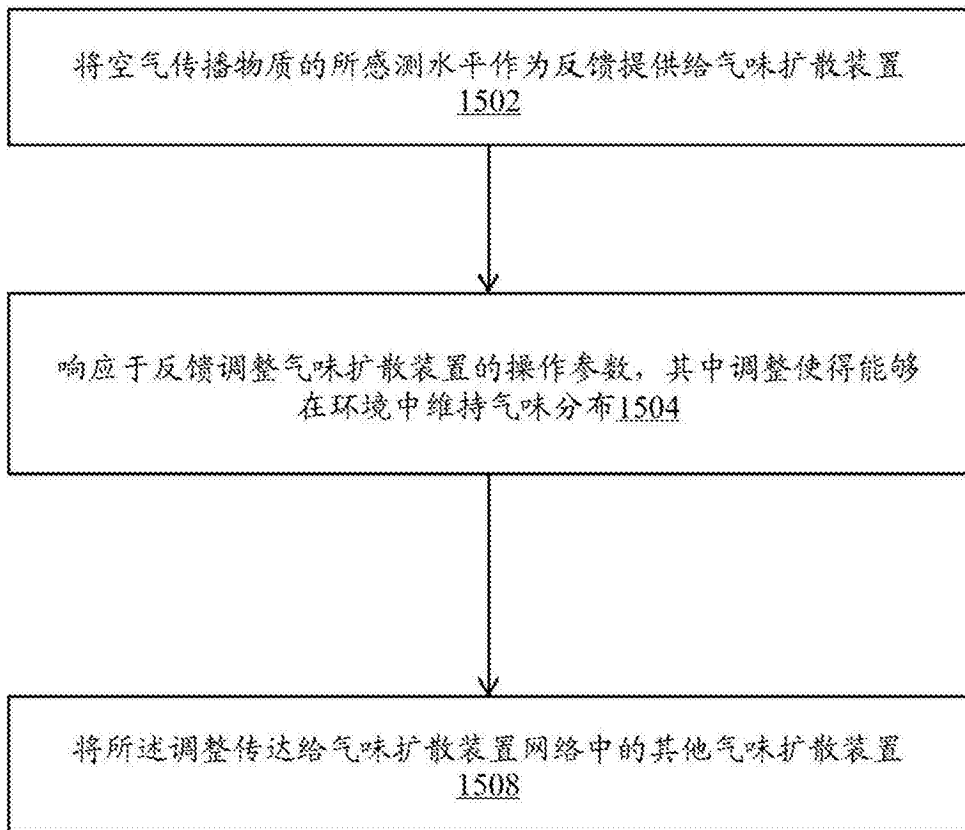 将空气传播物质的所感测水平作为反馈提供给气味扩散装置
1502
响应于反馈调整气味扩散装置的操作参数，其中调整使得能够
在环境中维持气味分布1504
将所述调整传达给气味扩散装置网络中的其他气味扩散装置
1508